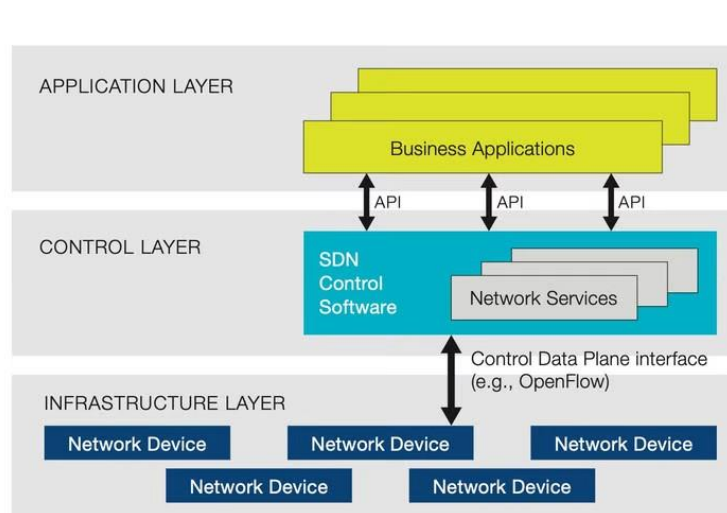 APPLICATION LAYER
Business Applications
API
API
API
CONTROL LAYER
SDN
Control
Software
Network Services
Control Data Plane interface
(e.g., OpenFlow)
INFRASTRUCTURE LAYER
Network Device
Network Device
Network Device
Network Device
Network Device